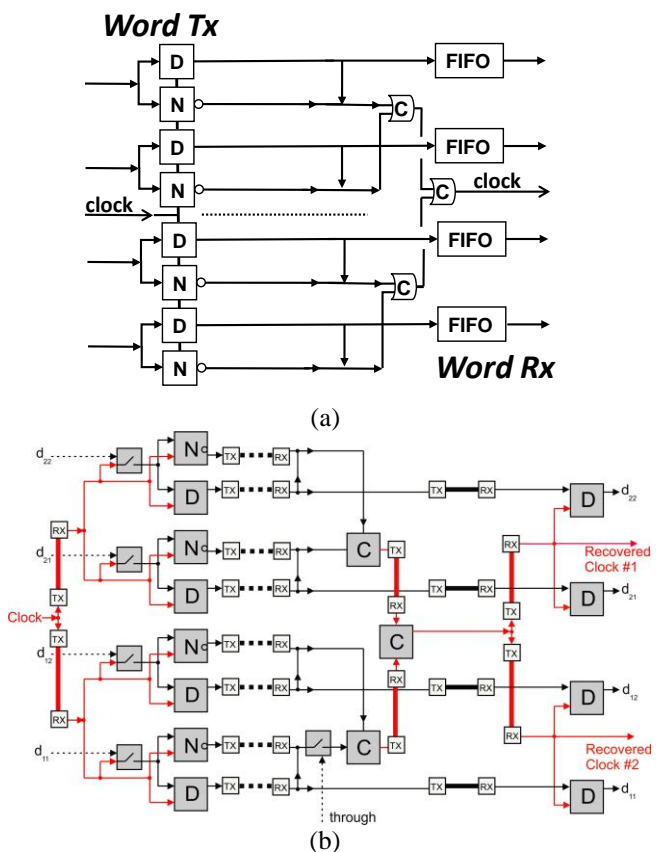 Word Tx
D
FIFO
N
C
D
FIFO
N
clock
C
clock
D
FIFO
N
C
D
FIFO
N
Word Rx
(a)
d22
N
TX
RX
D
TX
RX
TX
RX
D
d22
RX
d21
N
TX
RX
C
TX
RX
Recovered
Clock #1
TX
D
TX
RX
RX
TX
RX
TX
D
d21
Clock
C
TX
d12
N
TX
RX
RX
TX
D
TX
RX
TX
RX
D
d12
RX
d11
N
TX
RX
C
TX
RX
Recovered
Clock #2
D
TX
RX
TX
RX
D
d11
through
(b)